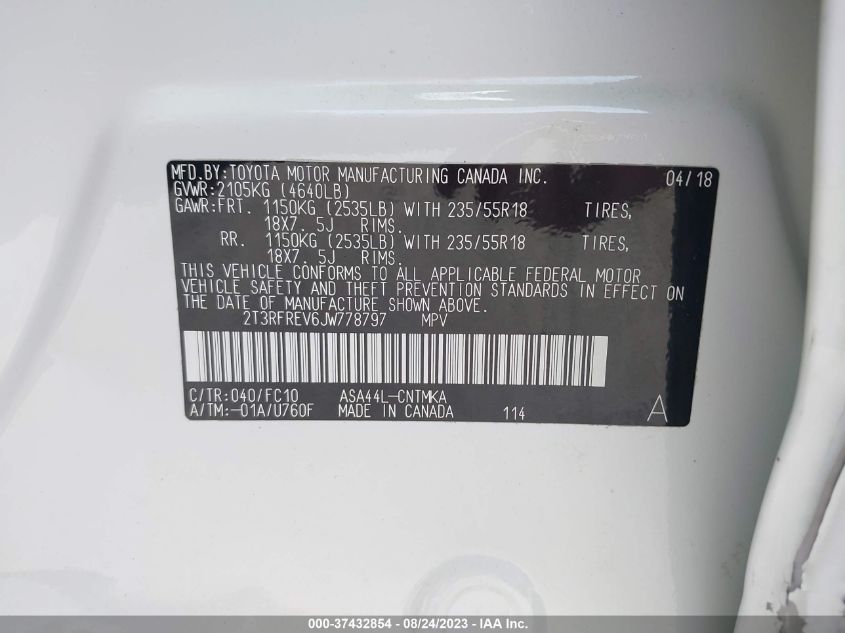 MFD.BY:TOYOTA MOTOR MANUFACTURING CANADA INC. 04/18
GVWR:2105KG (4640LB)
GAWR:FRT. 1150KG (2535LB) WITH 235/55R18 TIRES,
18X7. 5J RIMS.
RR. 1150KG (2535LB) WITH 235/55R18 TIRES,
18X7. 5J RIMS.
THIS VEHICLE CONFORMS TO ALL APPLICABLE FEDERAL MOTOR
VEHICLE SAFETY AND THEFT PREVENTION STANDARDS IN EFFECT ON
THE DATE OF MANUFACTURE SHOWN ABOVE.
2T3RFREV6JW778797 MPV
C/TR:040/FC10 ASA44L-CNTMKA
A/TM:-01A/U760F MADE IN CANADA 114 A
000-37432854 - 08/24/2023 - IAA Inc.